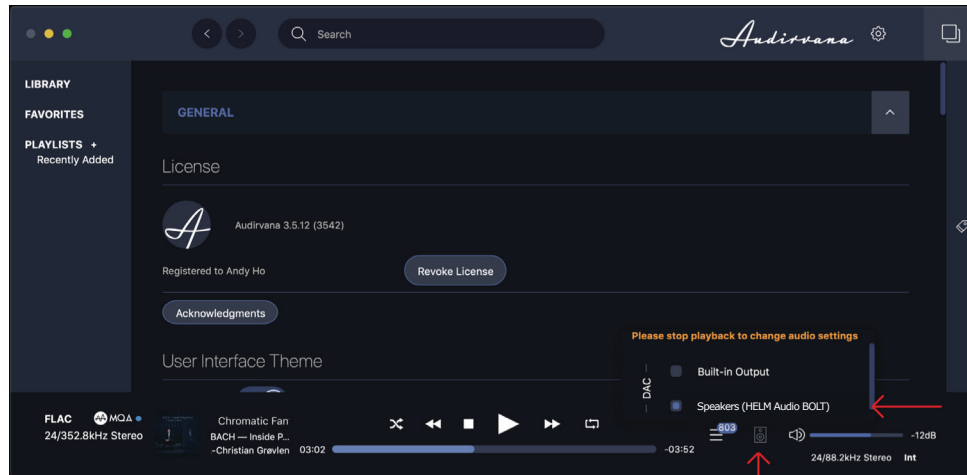 Search
Audirvana
LIBRARY
FAVORITES
PLAYLISTS +
Recently Added
GENERAL
License
Audirvana 3.5.12 (3542)
Registered to Andy Ho
Revoke License
Acknowledgments
User Interface Theme
Please stop playback to change audio settings
DAC
Built-in Output
Speakers (HELM Audio BOLT)
FLAC MQA
24/352.8kHz Stereo
Chromatic Fan
BACH — Inside P...
-Christian Grøvlen
03:02
-03:52
803
-12dB
24/88.2kHz Stereo Int